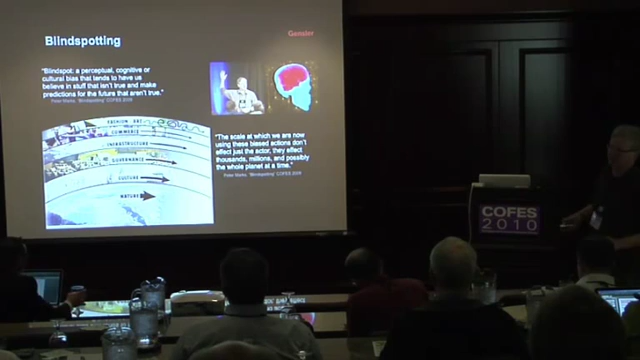 Blindspotting
Gensler
"Blindspot: a perceptual, cognitive or
cultural bias that tends to have us
believe in stuff that isn't true and make
predictions for the future that aren't true."
Peter Marks, 'Blindspotting' COFES 2009
FASHION/ART
COMMERCE
INFRASTRUCTURE
GOVERNANCE
CULTURE
NATURE
"The scale at which we are now
using these biased actions don't
affect just the actor, they affect
thousands, millions, and possibly
the whole planet at a time."
Peter Marks, 'Blindspotting' COFES 2009
COFES
2010